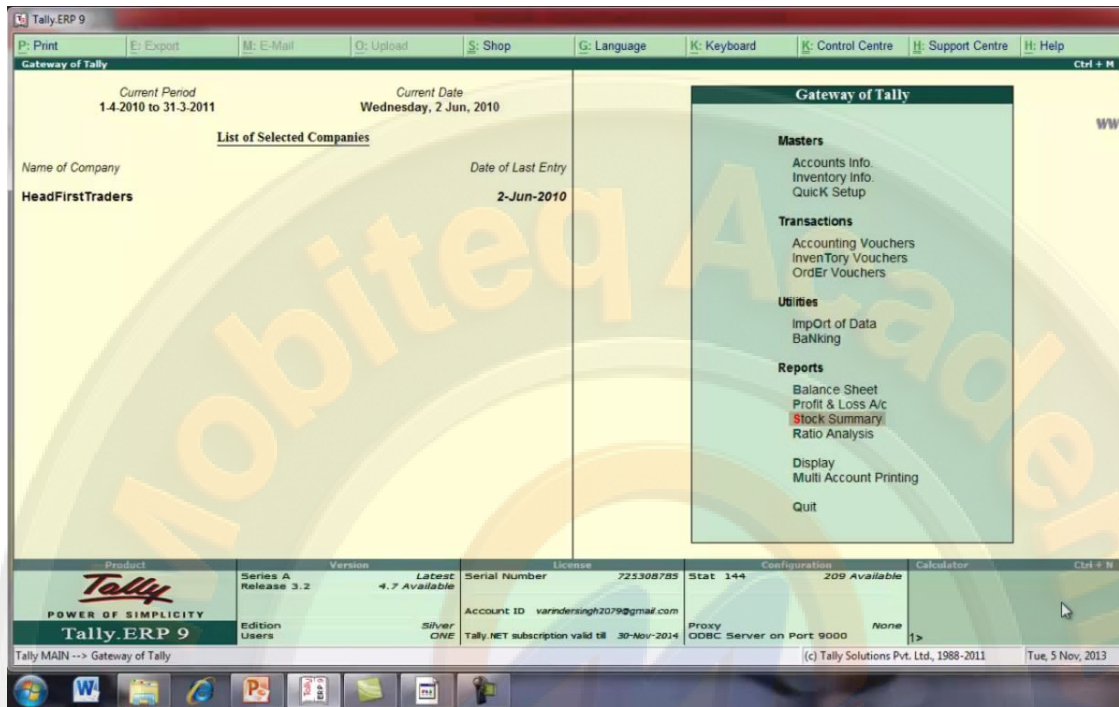 Tally.ERP 9
P: Print E: Export M: E-Mail O: Upload S: Shop G: Language K: Keyboard K: Control Centre H: Support Centre H: Help
Gateway of Tally Ctrl + M
Current Period Current Date
1-4-2010 to 31-3-2011 Wednesday, 2 Jun, 2010
List of Selected Companies
Name of Company Date of Last Entry
HeadFirstTraders 2-Jun-2010
Gateway of Tally
Masters
Accounts Info.
Inventory Info.
QuicK Setup
Transactions
Accounting Vouchers
InvenTory Vouchers
OrdEr Vouchers
Utilities
ImpOrt of Data
BaNking
Reports
Balance Sheet
Profit & Loss A/c
Stock Summary
Ratio Analysis
Display
Multi Account Printing
Quit
Mobiteq Academ
Product Version License Configuration Calculator Ctrl + N
Tally
POWER OF SIMPLICITY
Tally.ERP 9
Series A Latest
Release 3.2 4.7 Available
Edition Silver
Users ONE
Serial Number 725308785
Account ID varindersingh2079@gmail.com
Tally.NET subscription valid till 30-Nov-2014
Stat 144 209 Available
Proxy None
ODBC Server on Port 9000
1>
Tally MAIN --> Gateway of Tally (c) Tally Solutions Pvt. Ltd., 1988-2011 Tue, 5 Nov, 2013